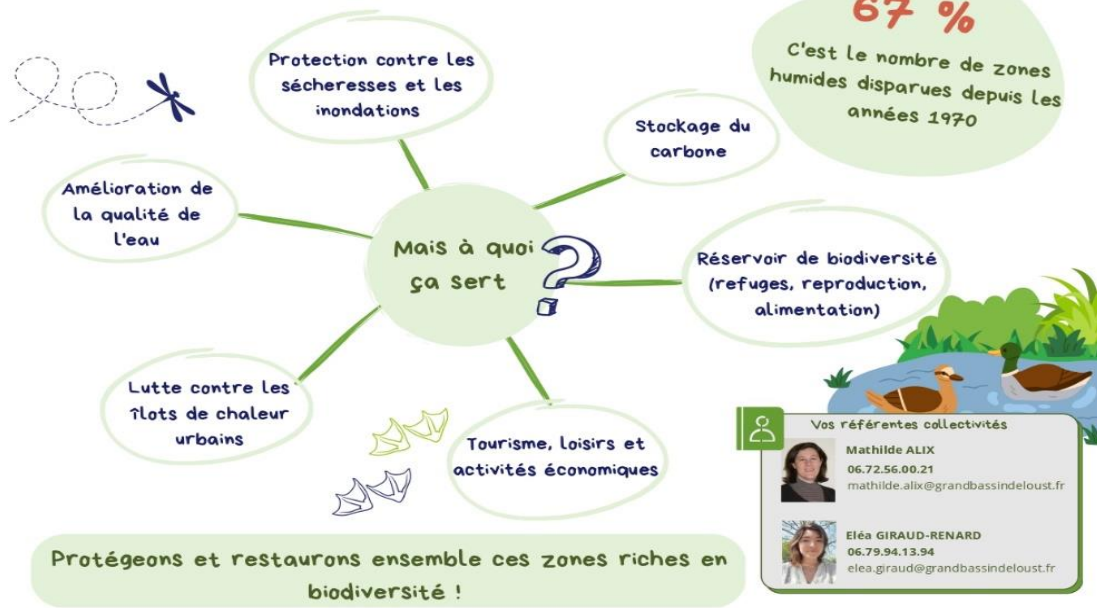 67 %
C'est le nombre de zones
humides disparues depuis les
années 1970
Protection contre les
sécheresses et les
inondations
Stockage du
carbone
Amélioration de
la qualité de
l'eau
Mais à quoi
ça sert ?
Réservoir de biodiversité
(refuges, reproduction,
alimentation)
Lutte contre les
îlots de chaleur
urbains
Tourisme, loisirs et
activités économiques
Vos référentes collectivités
Mathilde ALIX
06.72.56.00.21
mathilde.alix@grandbassindeloust.fr
Eléa GIRAUD-RENARD
06.79.94.13.94
elea.giraud@grandbassindeloust.fr
Protégeons et restaurons ensemble ces zones riches en
biodiversité !